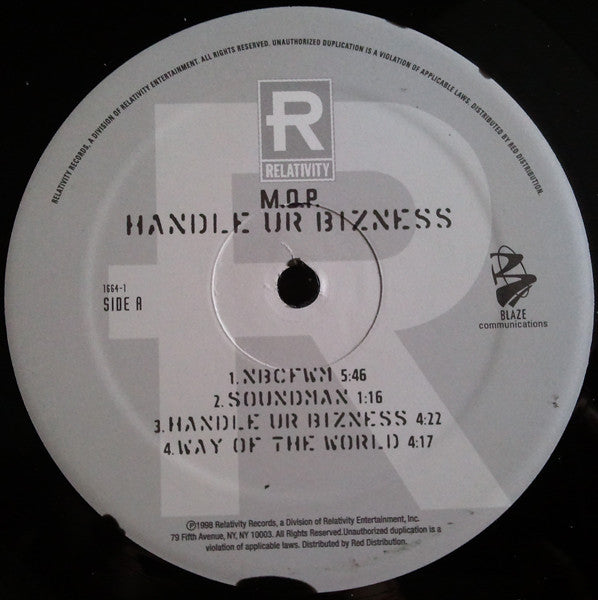 RELATIVITY RECORDS, A DIVISION OF RELATIVITY ENTERTAINMENT. ALL RIGHTS RESERVED. UNAUTHORIZED DUPLICATION IS A VIOLATION OF APPLICABLE LAWS. DISTRIBUTED BY RED DISTRIBUTION.
R
RELATIVITY
M.O.P.
HANDLE UR BIZNESS
1664-1
SIDE A
BLAZE
communications
1. NBCFWM 5:46
2. SOUNDMAN 1:16
3. HANDLE UR BIZNESS 4:22
4. WAY OF THE WORLD 4:17
℗1998 Relativity Records, a Division of Relativity Entertainment, Inc.
79 Fifth Avenue, NY, NY 10003. All Rights Reserved.Unauthorized duplication is a
violation of applicable laws. Distributed by Red Distribution.